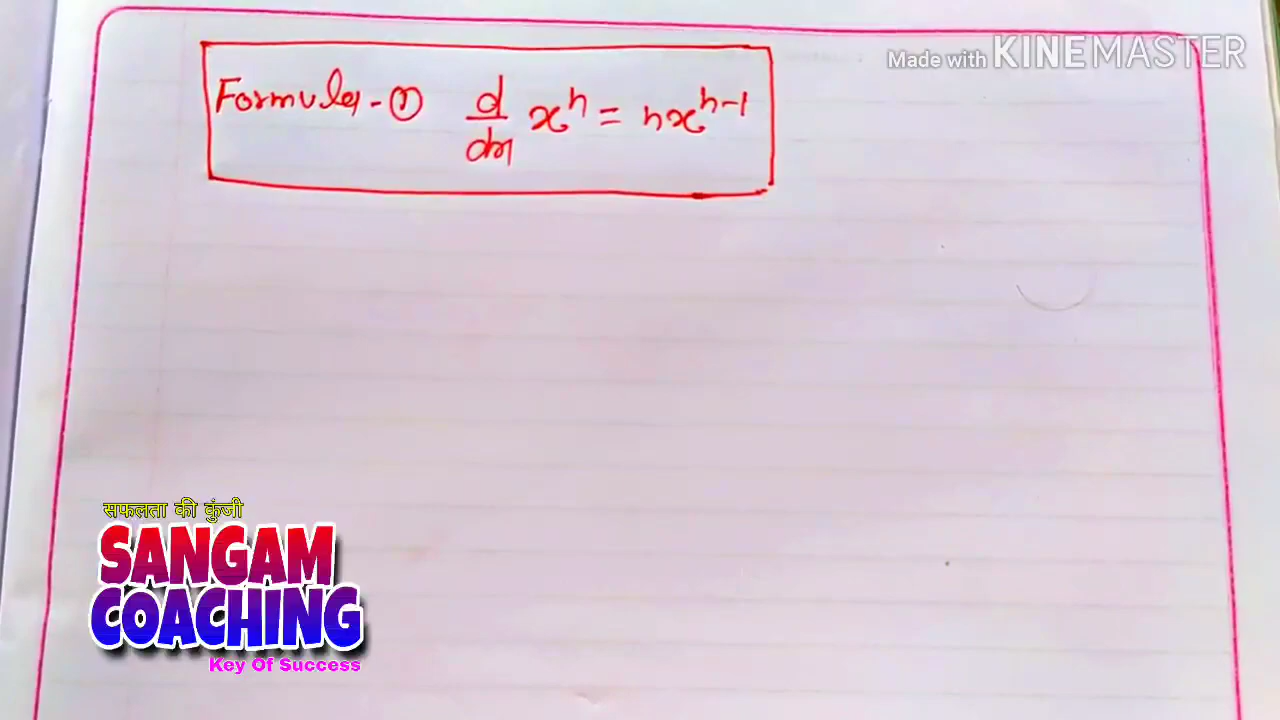 Made with KINEMASTER
Formula-① d/dx xⁿ = nxⁿ⁻¹
सफलता की कुंजी
SANGAM
COACHING
Key Of Success